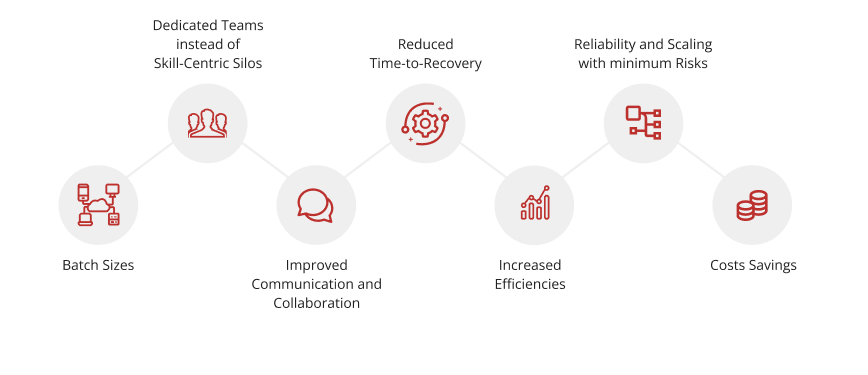 Dedicated Teams
instead of
Skill-Centric Silos
Reduced
Time-to-Recovery
Reliability and Scaling
with minimum Risks
Batch Sizes
Improved
Communication and
Collaboration
Increased
Efficiencies
Costs Savings